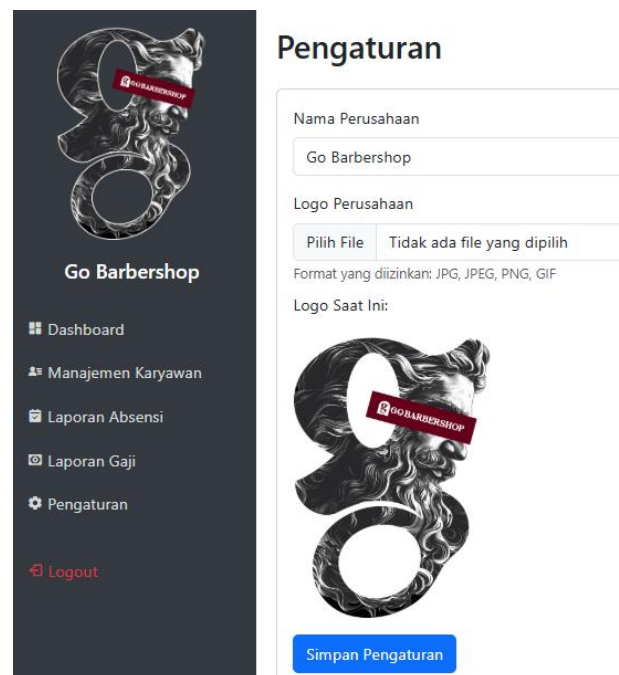 g GO BARBERSHOP
Go Barbershop
Dashboard
Manajemen Karyawan
Laporan Absensi
Laporan Gaji
Pengaturan
Logout
Pengaturan
Nama Perusahaan
Go Barbershop
Logo Perusahaan
Pilih File Tidak ada file yang dipilih
Format yang diizinkan: JPG, JPEG, PNG, GIF
Logo Saat Ini:
g GO BARBERSHOP
Simpan Pengaturan